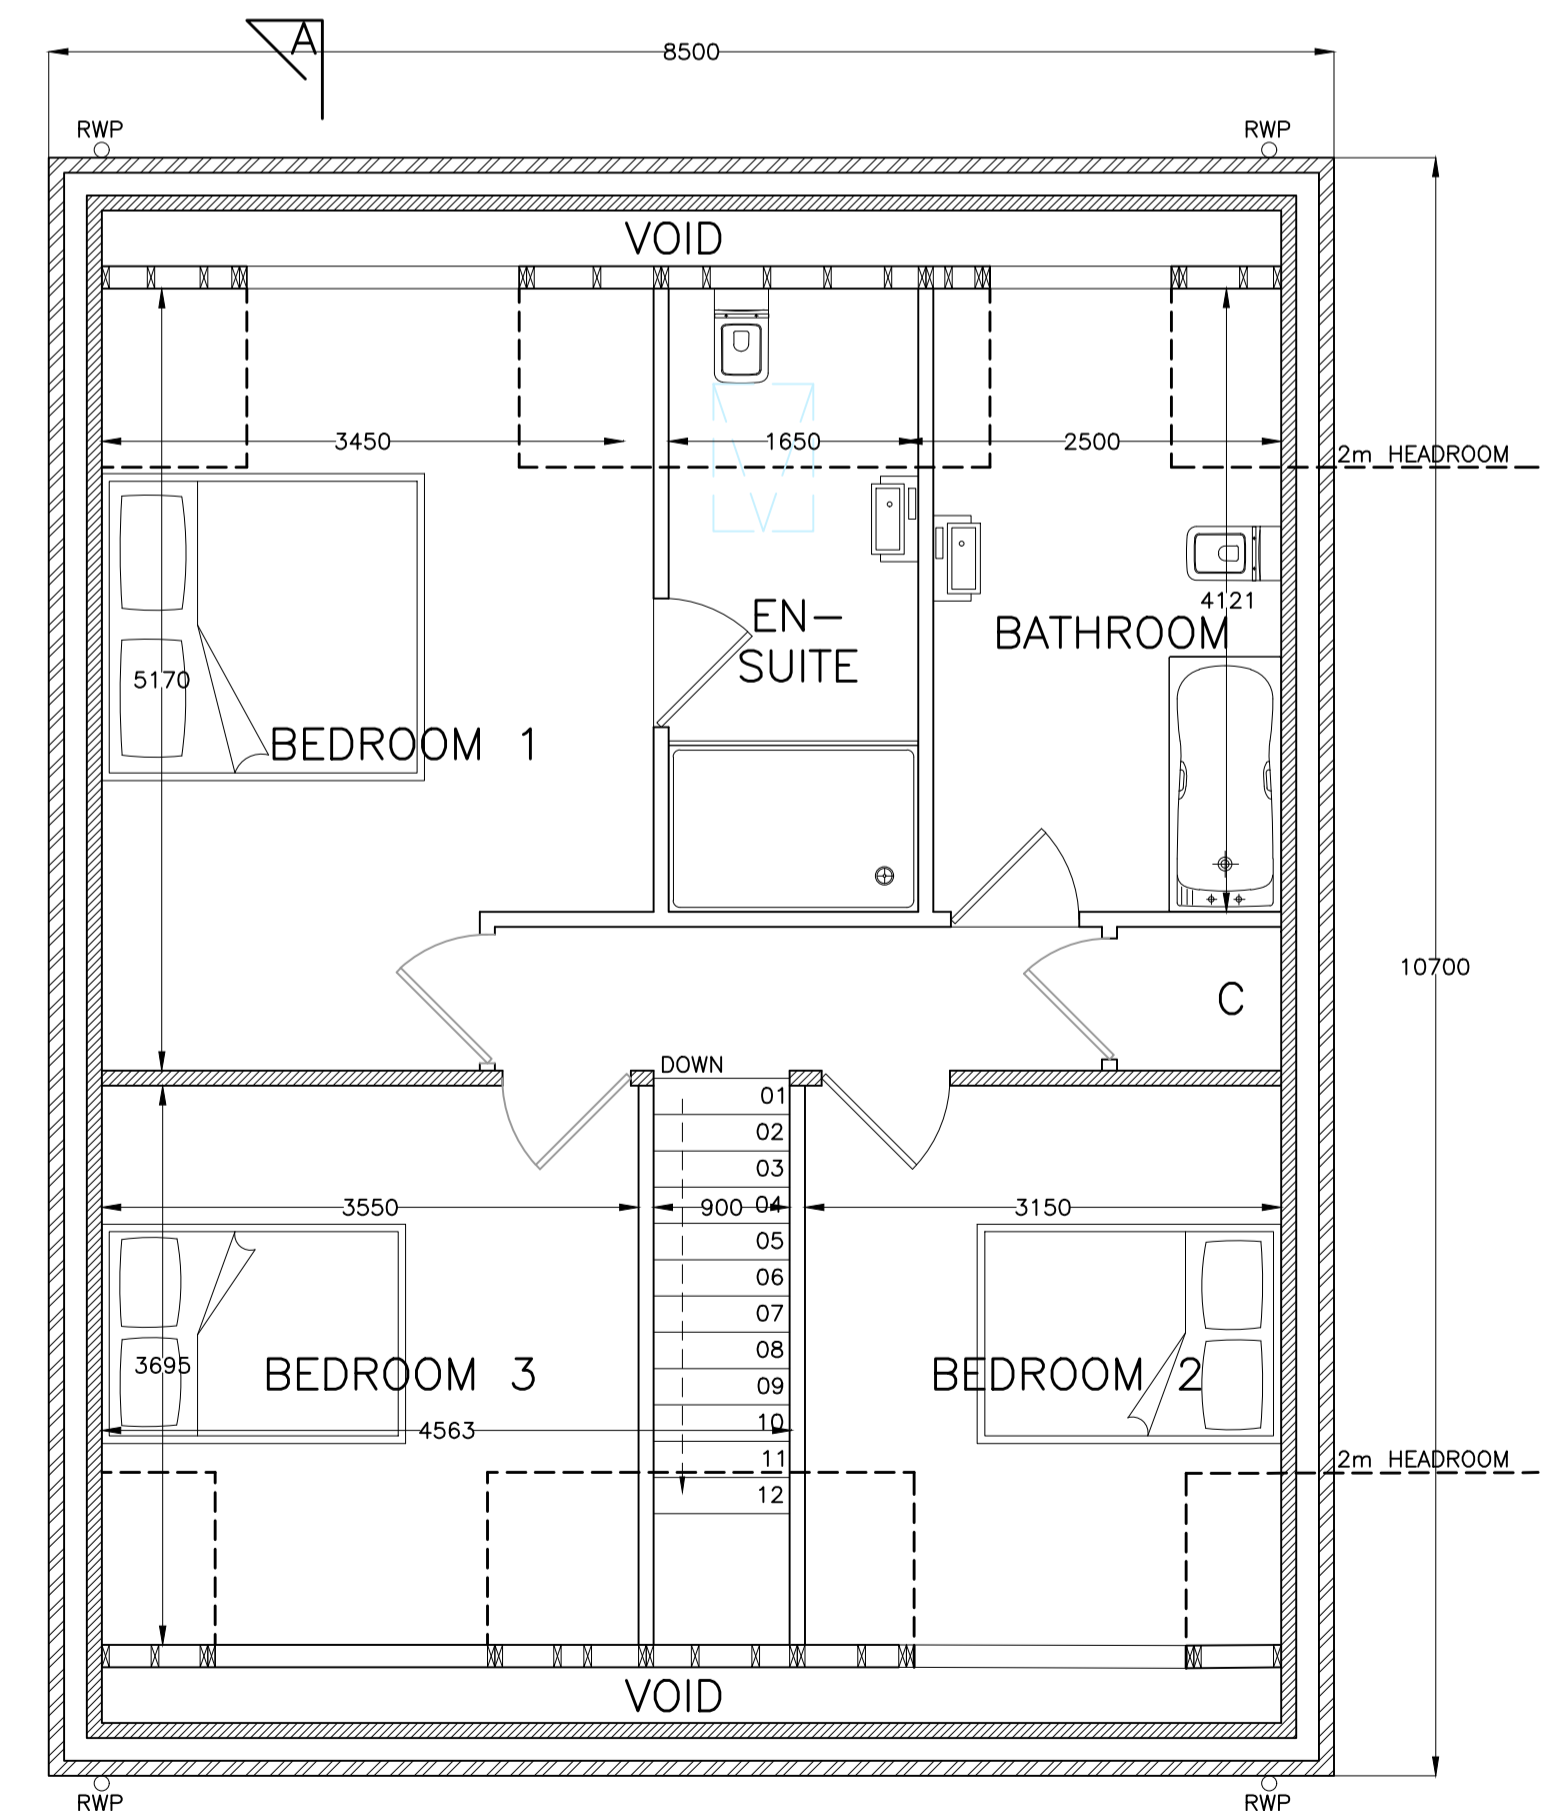 A
8500
RWP
RWP
VOID
3450
1650
2500
2m HEADROOM
EN-
SUITE
4121
BATHROOM
5170
BEDROOM 1
10700
C
DOWN
01
02
03
3550
900
04
3150
05
06
07
08
3695
BEDROOM 3
BEDROOM 2
09
10
4563
11
2m HEADROOM
12
VOID
RWP
RWP